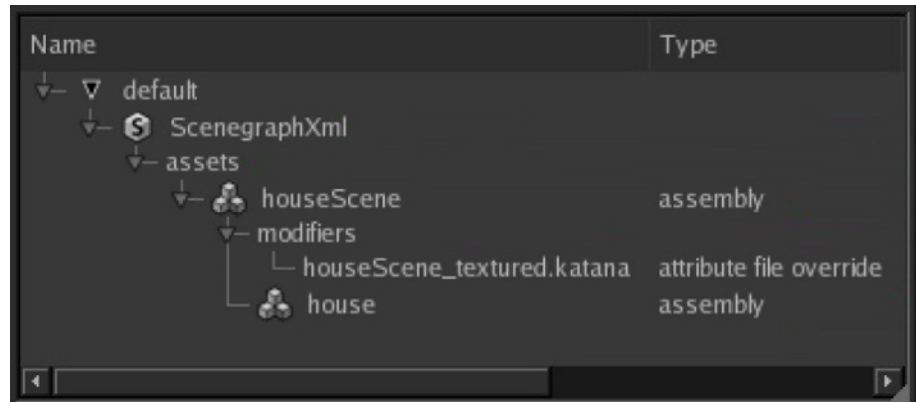 Name Type
default
ScenegraphXml
assets
houseScene assembly
modifiers
houseScene_textured.katana attribute file override
house assembly